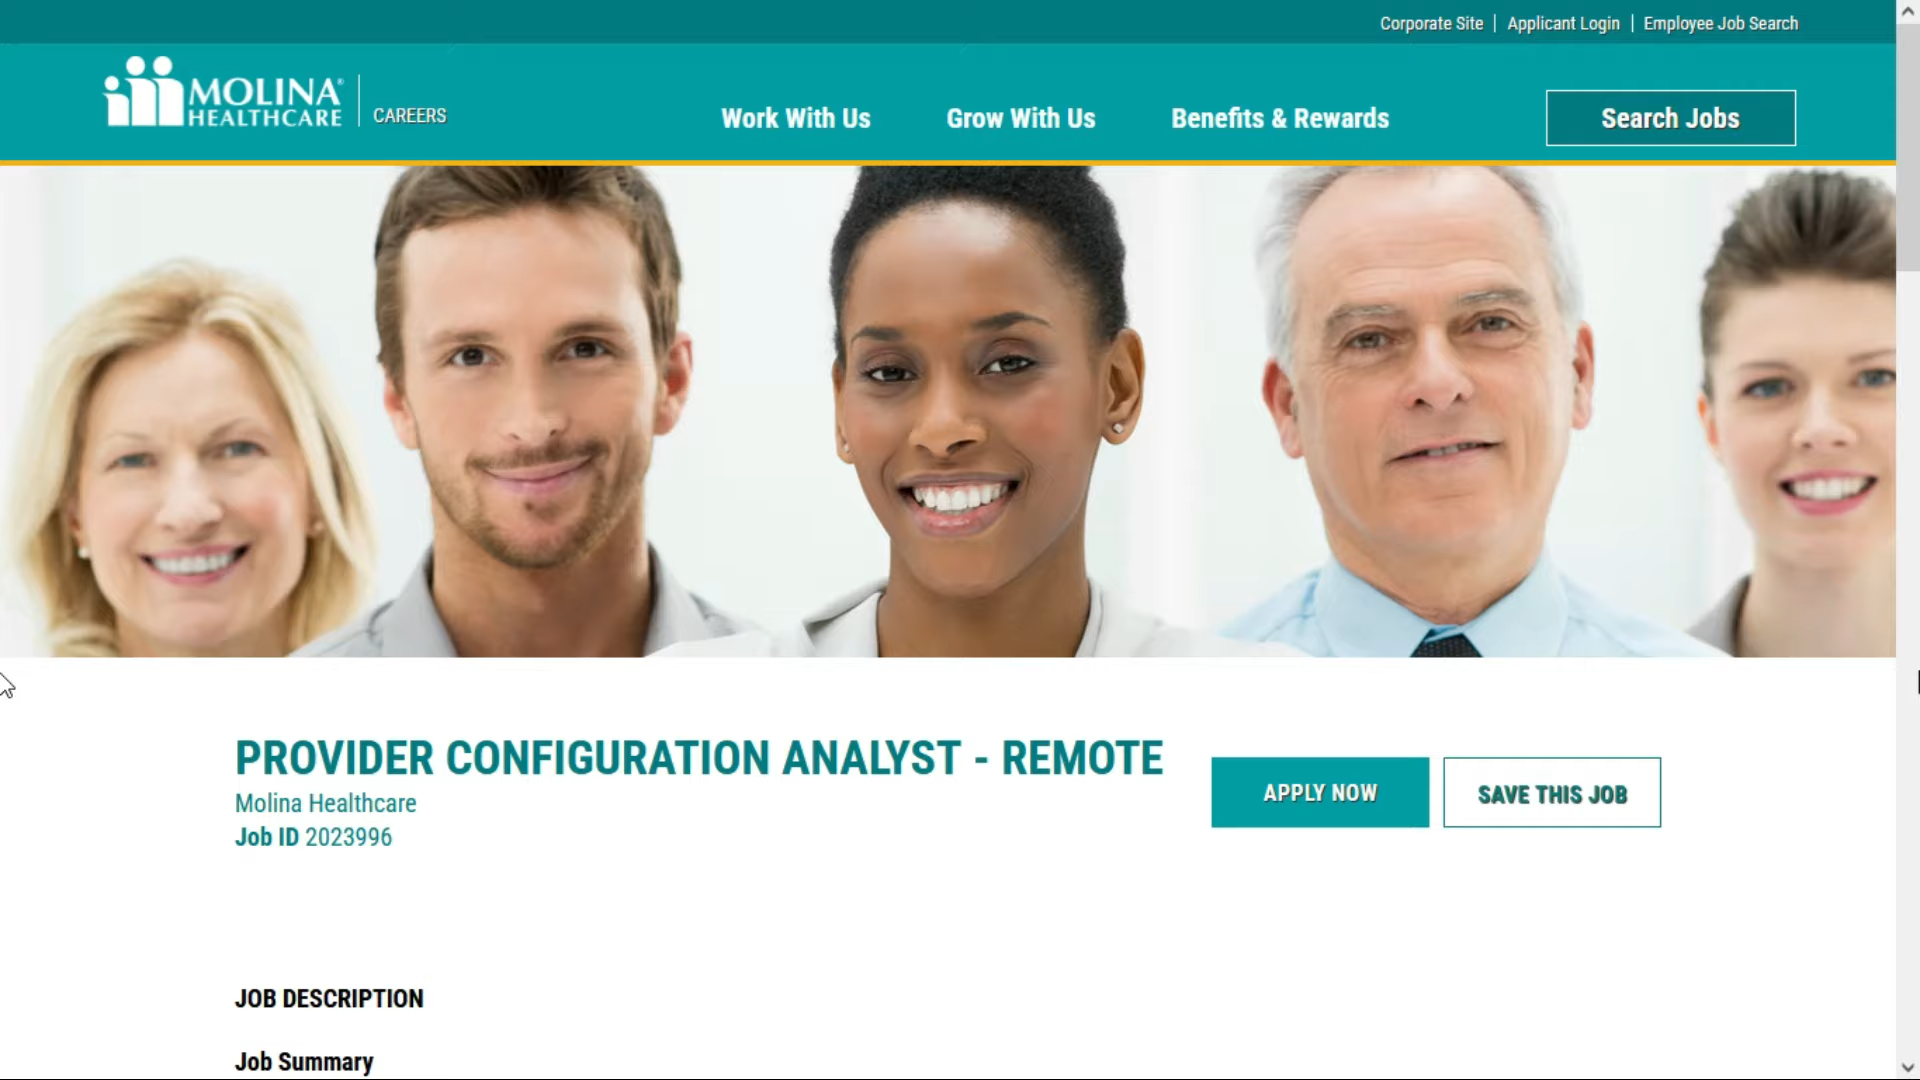 Corporate Site | Applicant Login | Employee Job Search
MOLINA®
HEALTHCARE
CAREERS
Work With Us
Grow With Us
Benefits & Rewards
Search Jobs
PROVIDER CONFIGURATION ANALYST - REMOTE
Molina Healthcare
Job ID 2023996
APPLY NOW
SAVE THIS JOB
JOB DESCRIPTION
Job Summary